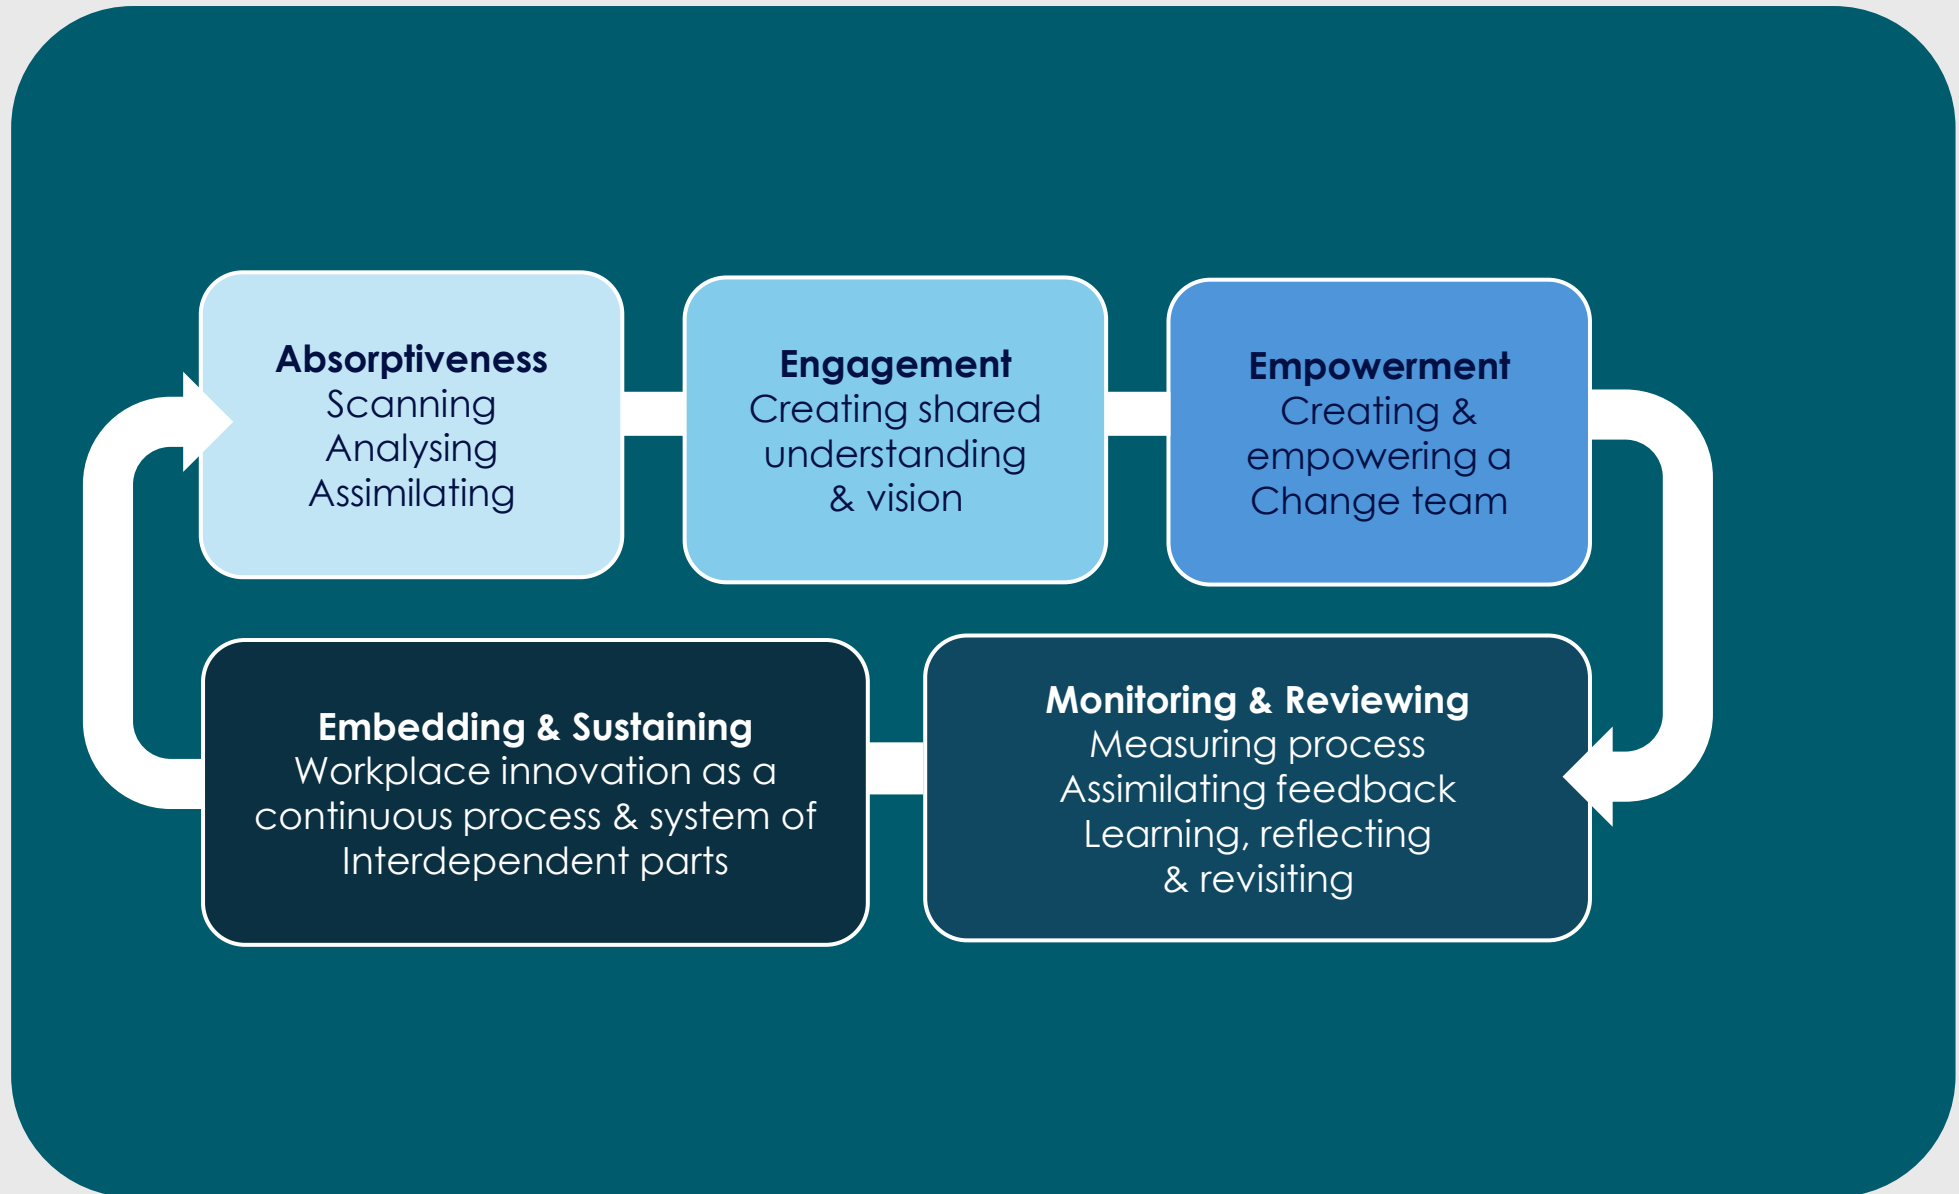 Absorptiveness
Scanning
Analysing
Assimilating
Engagement
Creating shared
understanding
& vision
Empowerment
Creating &
empowering a
Change team
Monitoring & Reviewing
Measuring process
Assimilating feedback
Learning, reflecting
& revisiting
Embedding & Sustaining
Workplace innovation as a
continuous process & system of
Interdependent parts